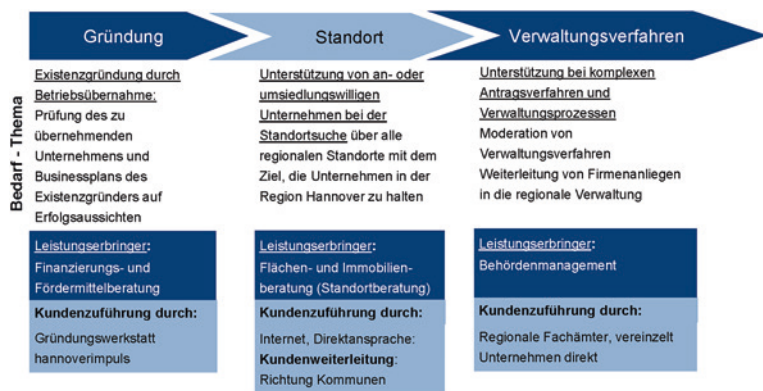 Gründung
Standort
Verwaltungsverfahren
Bedarf - Thema
Existenzgründung durch
Betriebsübernahme:
Prüfung des zu
übernehmenden
Unternehmens und
Businessplans des
Existenzgründers auf
Erfolgsaussichten
Unterstützung von an- oder
umsiedlungswilligen
Unternehmen bei der
Standortsuche über alle
regionalen Standorte mit dem
Ziel, die Unternehmen in der
Region Hannover zu halten
Unterstützung bei komplexen
Antragsverfahren und
Verwaltungsprozessen
Moderation von
Verwaltungsverfahren
Weiterleitung von Firmenanliegen
in die regionale Verwaltung
Leistungserbringer:
Finanzierungs- und
Fördermittelberatung
Kundenzuführung durch:
Gründungswerkstatt
hannoverimpuls
Leistungserbringer:
Flächen- und Immobilien-
beratung (Standortberatung)
Kundenzuführung durch:
Internet, Direktansprache:
Kundenweiterleitung:
Richtung Kommunen
Leistungserbringer:
Behördenmanagement
Kundenzuführung durch:
Regionale Fachämter, vereinzelt
Unternehmen direkt